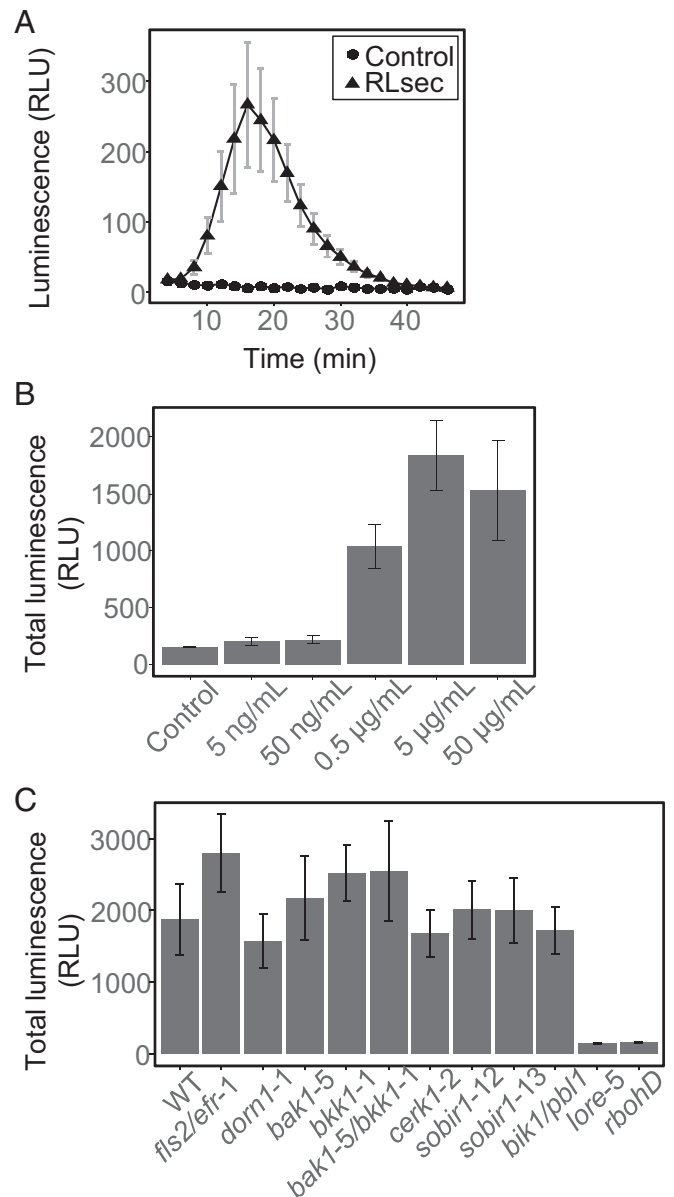 A
Luminescence (RLU)
300
200
100
0
Control
RLsec
10 20 30 40
Time (min)
B
Total luminescence
(RLU)
2000
1500
1000
500
0
Control
5 ng/mL
50 ng/mL
0.5 µg/mL
5 µg/mL
50 µg/mL
C
Total luminescence
(RLU)
3000
2000
1000
0
WT
fls2/efr-1
dorn1-1
bak1-5
bkk1-1
bak1-5/bkk1-1
cerk1-2
sobir1-12
sobir1-13
bik1/pbl1
lore-5
rbohD